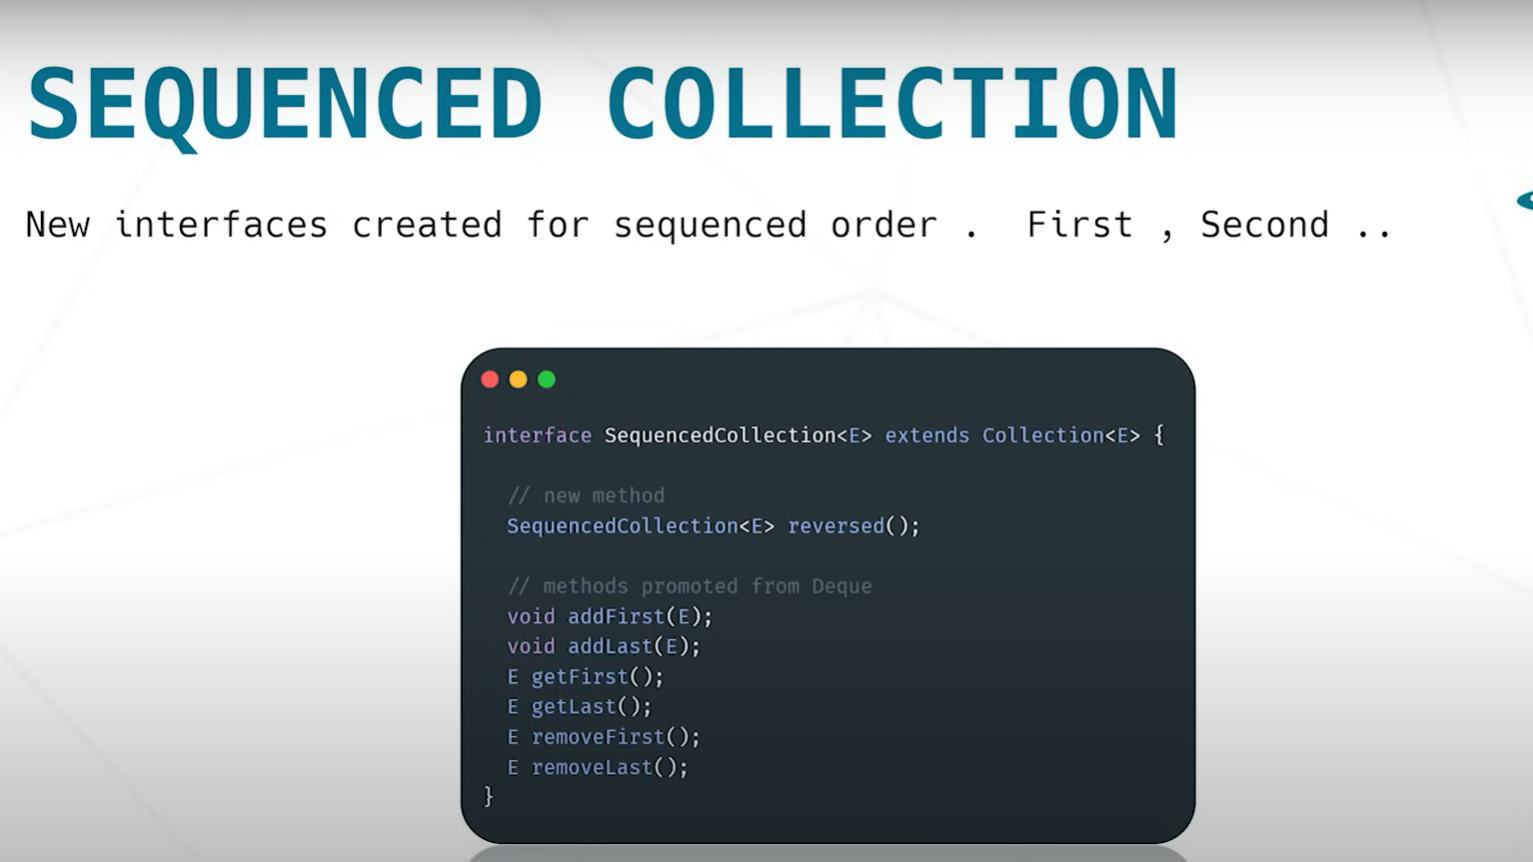 SEQUENCED COLLECTION
New interfaces created for sequenced order .  First , Second ..
interface SequencedCollection<E> extends Collection<E> {
// new method
SequencedCollection<E> reversed();
// methods promoted from Deque
void addFirst(E);
void addLast(E);
E getFirst();
E getLast();
E removeFirst();
E removeLast();
}